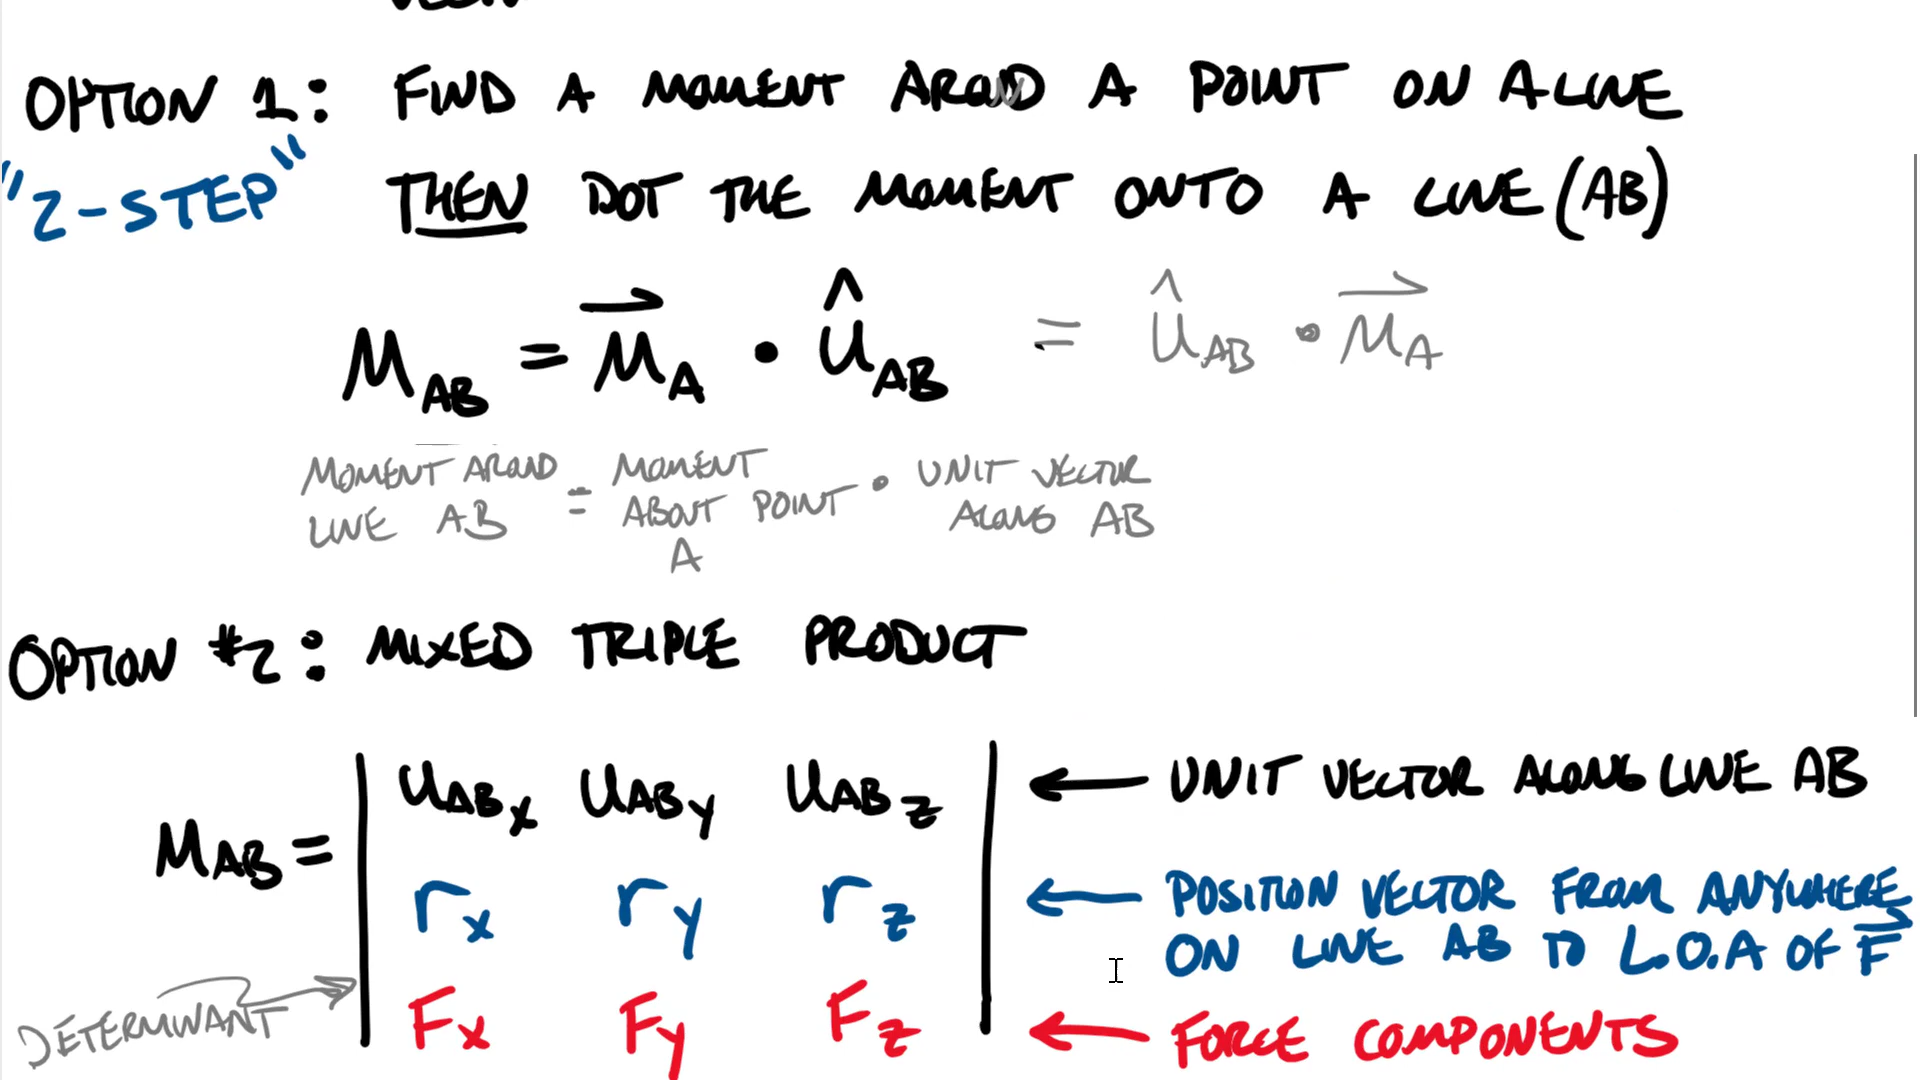 OPTION 1: FIND A MOMENT AROUND A POINT ON A LINE
"2-STEP" THEN DOT THE MOMENT ONTO A LINE (AB)
M_AB = M⃗_A • û_AB = û_AB • M⃗_A
MOMENT AROUND LINE AB = MOMENT ABOUT POINT A • UNIT VECTOR ALONG AB
OPTION #2: MIXED TRIPLE PRODUCT
M_AB =
u_ABx u_ABy u_ABz ← UNIT VECTOR ALONG LINE AB
r_x r_y r_z ← POSITION VECTOR FROM ANYWHERE
ON LINE AB TO L.O.A OF F⃗
DETERMINANT
F_x F_y F_z ← FORCE COMPONENTS